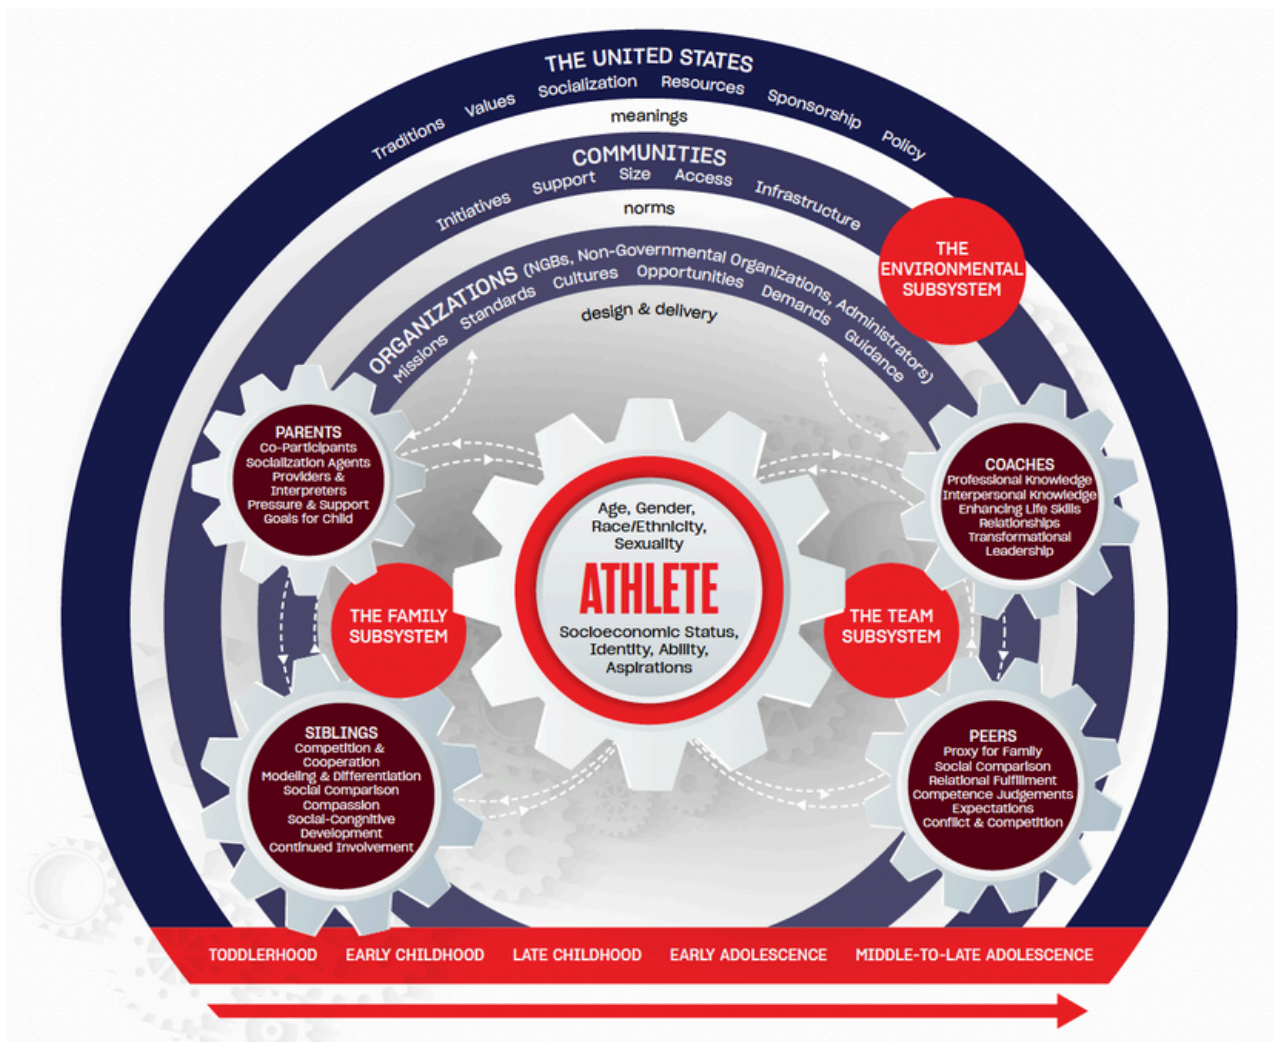 THE UNITED STATES
Traditions Values Socialization Resources Sponsorship Policy
meanings
COMMUNITIES
Initiatives Support Size Access Infrastructure
norms
ORGANIZATIONS (NGBs, Non-Governmental Organizations, Administrators)
Missions Standards Cultures Opportunities Demands Guidance
design & delivery
THE
ENVIRONMENTAL
SUBSYSTEM
PARENTS
Co-Participants
Socialization Agents
Providers &
Interpreters
Pressure & Support
Goals for Child
COACHES
Professional Knowledge
Interpersonal Knowledge
Enhancing Life Skills
Relationships
Transformational
Leadership
Age, Gender,
Race/Ethnicity,
Sexuality
ATHLETE
Socioeconomic Status,
Identity, Ability,
Aspirations
THE FAMILY
SUBSYSTEM
THE TEAM
SUBSYSTEM
SIBLINGS
Competition &
Cooperation
Modeling & Differentiation
Social Comparison
Compassion
Social-Congnitive
Development
Continued Involvement
PEERS
Proxy for Family
Social Comparison
Relational Fulfillment
Competence Judgements
Expectations
Conflict & Competition
TODDLERHOOD EARLY CHILDHOOD LATE CHILDHOOD EARLY ADOLESCENCE MIDDLE-TO-LATE ADOLESCENCE